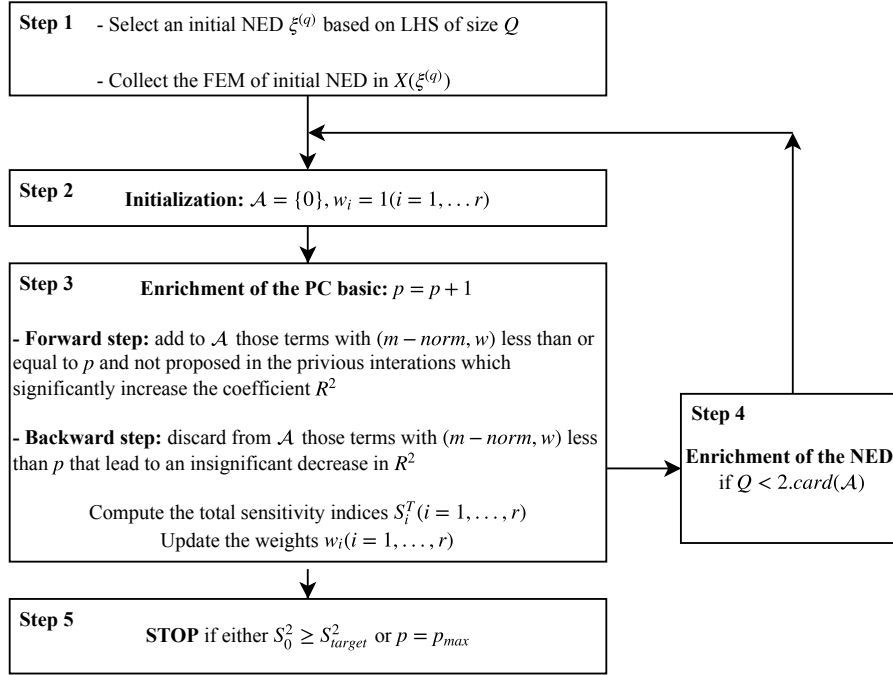 Step 1 - Select an initial NED ξ^(q) based on LHS of size Q
- Collect the FEM of initial NED in X(ξ^(q))
Step 2
Initialization: 𝒜 = {0}, w_i = 1(i = 1, … r)
Step 3
Enrichment of the PC basic: p = p + 1
- Forward step: add to 𝒜 those terms with (m − norm, w) less than or
equal to p and not proposed in the privious interations which
significantly increase the coefficient R^2
- Backward step: discard from 𝒜 those terms with (m − norm, w) less
than p that lead to an insignificant decrease in R^2
Compute the total sensitivity indices S_i^T(i = 1, …, r)
Update the weights w_i(i = 1, …, r)
Step 4
Enrichment of the NED
if Q < 2.card(𝒜)
Step 5
STOP if either S_0^2 ≥ S_target^2 or p = p_max